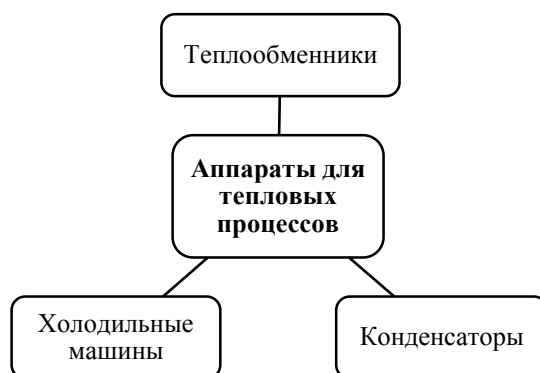 Теплообменники
Аппараты для
тепловых
процессов
Холодильные
машины
Конденсаторы